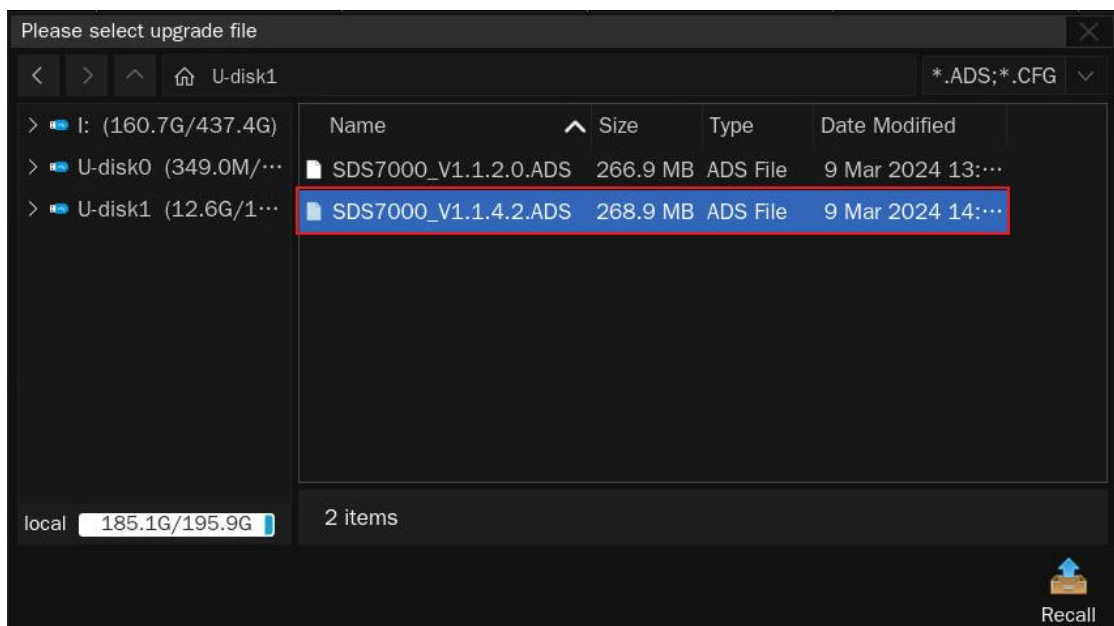 Please select upgrade file
U-disk1 *.ADS;*.CFG
I: (160.7G/437.4G)
U-disk0 (349.0M/···
U-disk1 (12.6G/1···
Name Size Type Date Modified
SDS7000_V1.1.2.0.ADS 266.9 MB ADS File 9 Mar 2024 13:···
SDS7000_V1.1.4.2.ADS 268.9 MB ADS File 9 Mar 2024 14:···
local 185.1G/195.9G
2 items
Recall